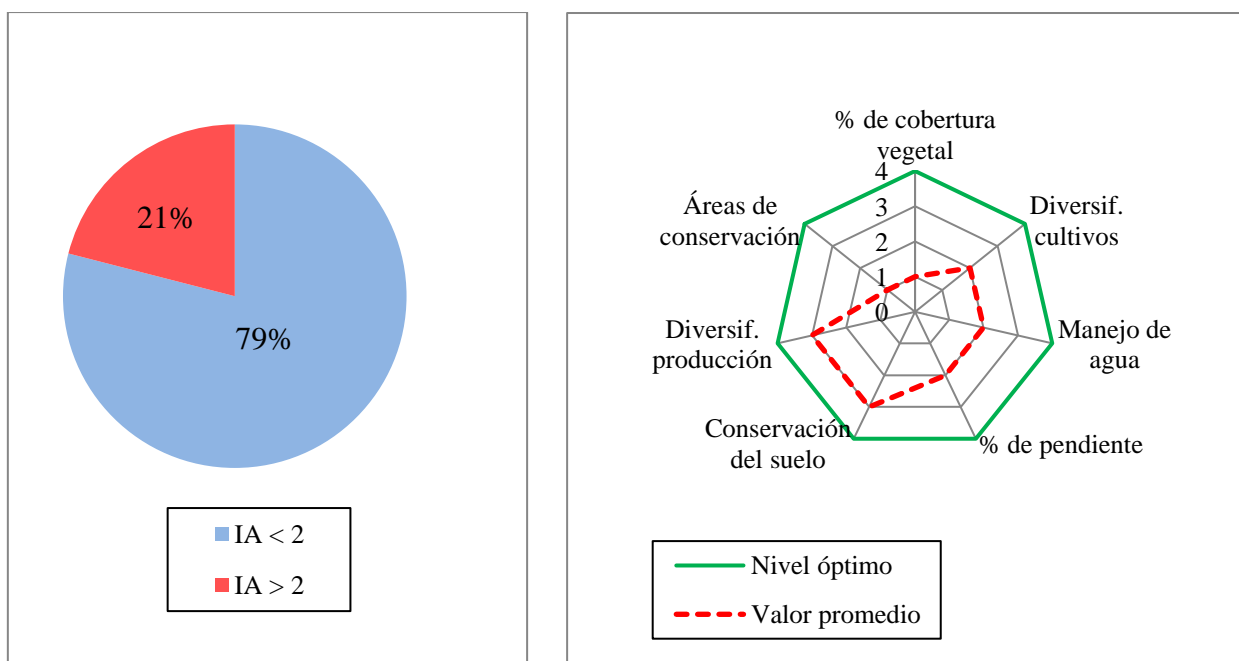 21%
79%
IA < 2
IA > 2
% de cobertura
vegetal
4
3
2
1
0
Diversif.
cultivos
Manejo de
agua
% de pendiente
Conservación
del suelo
Diversif.
producción
Áreas de
conservación
Nivel óptimo
Valor promedio